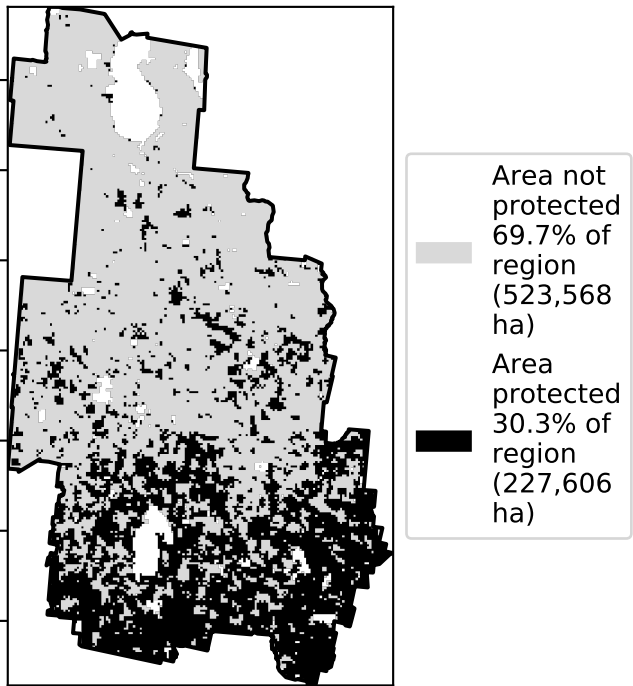 Area not
protected
69.7% of
region
(523,568
ha)
Area
protected
30.3% of
region
(227,606
ha)